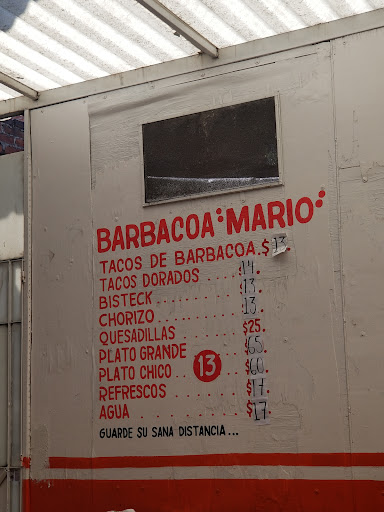 BARBACOA "MARIO"
TACOS DE BARBACOA. $13.
TACOS DORADOS ........ $14.
BISTECK ........ $13.
CHORIZO ........ $13.
QUESADILLAS ........ $25.
PLATO GRANDE ..... $65.
PLATO CHICO .. 13 .... $60
REFRESCOS ........ $17.
AGUA ........ $17.
GUARDE SU SANA DISTANCIA...